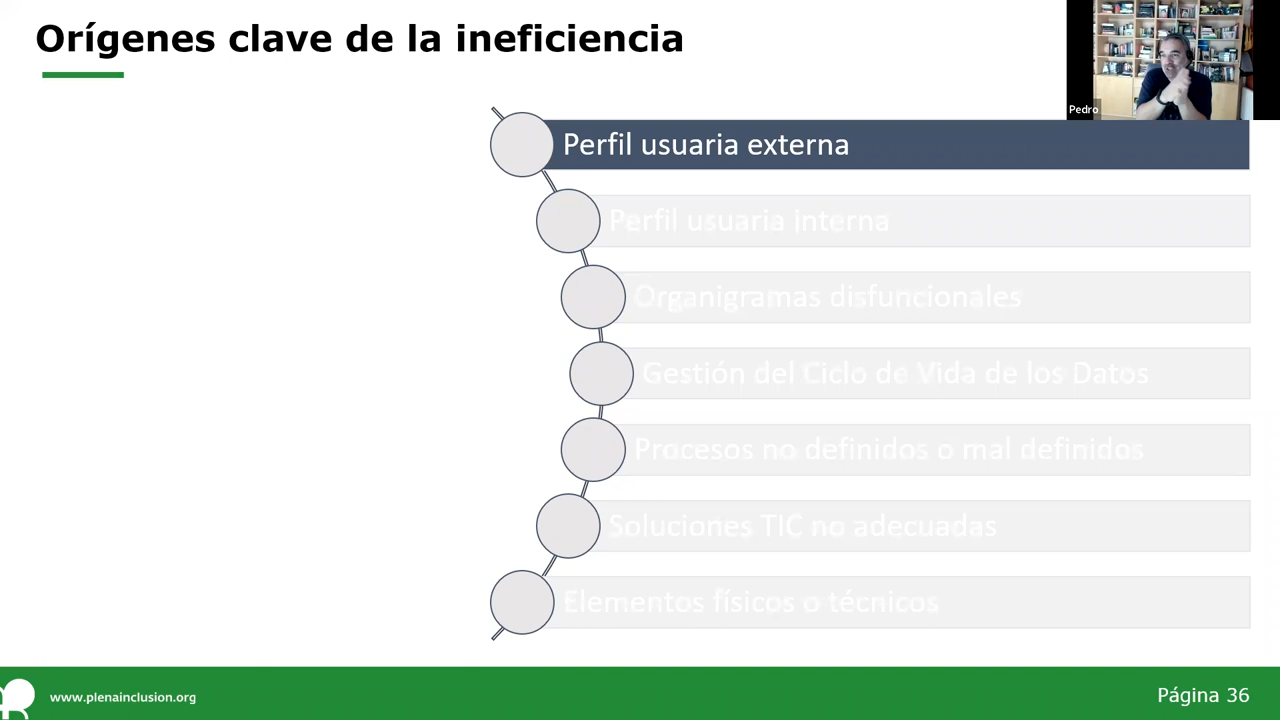 Orígenes clave de la ineficiencia
Pedro
Perfil usuaria externa
Perfil usuaria interna
Organigramas disfuncionales
Gestión del Ciclo de Vida de los Datos
Procesos no definidos o mal definidos
Soluciones TIC no adecuadas
Elementos físicos o técnicos
www.plenainclusion.org
Página 36